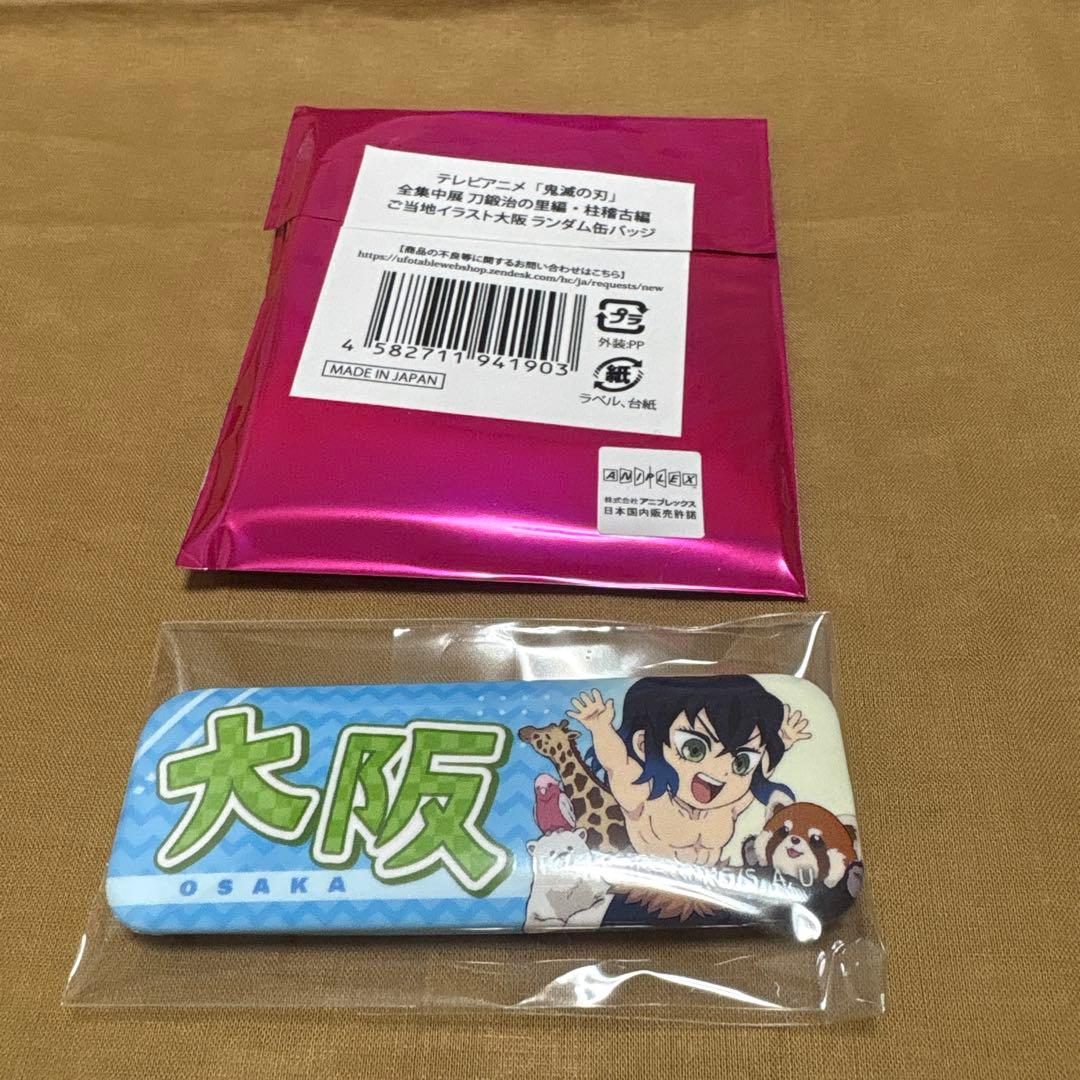 テレビアニメ「鬼滅の刃」
全集中展 刀鍛冶の里編・柱稽古編
ご当地イラスト大阪 ランダム缶バッジ
【商品の不良等に関するお問い合わせはこちら】
https://ufotablewebshop.zendesk.com/hc/ja/requests/new
4 582711 941903
MADE IN JAPAN
プラ
外装:PP
紙
ラベル、台紙
ANIPLEX
株式会社アニプレックス
日本国内販売許諾
大阪
OSAKA